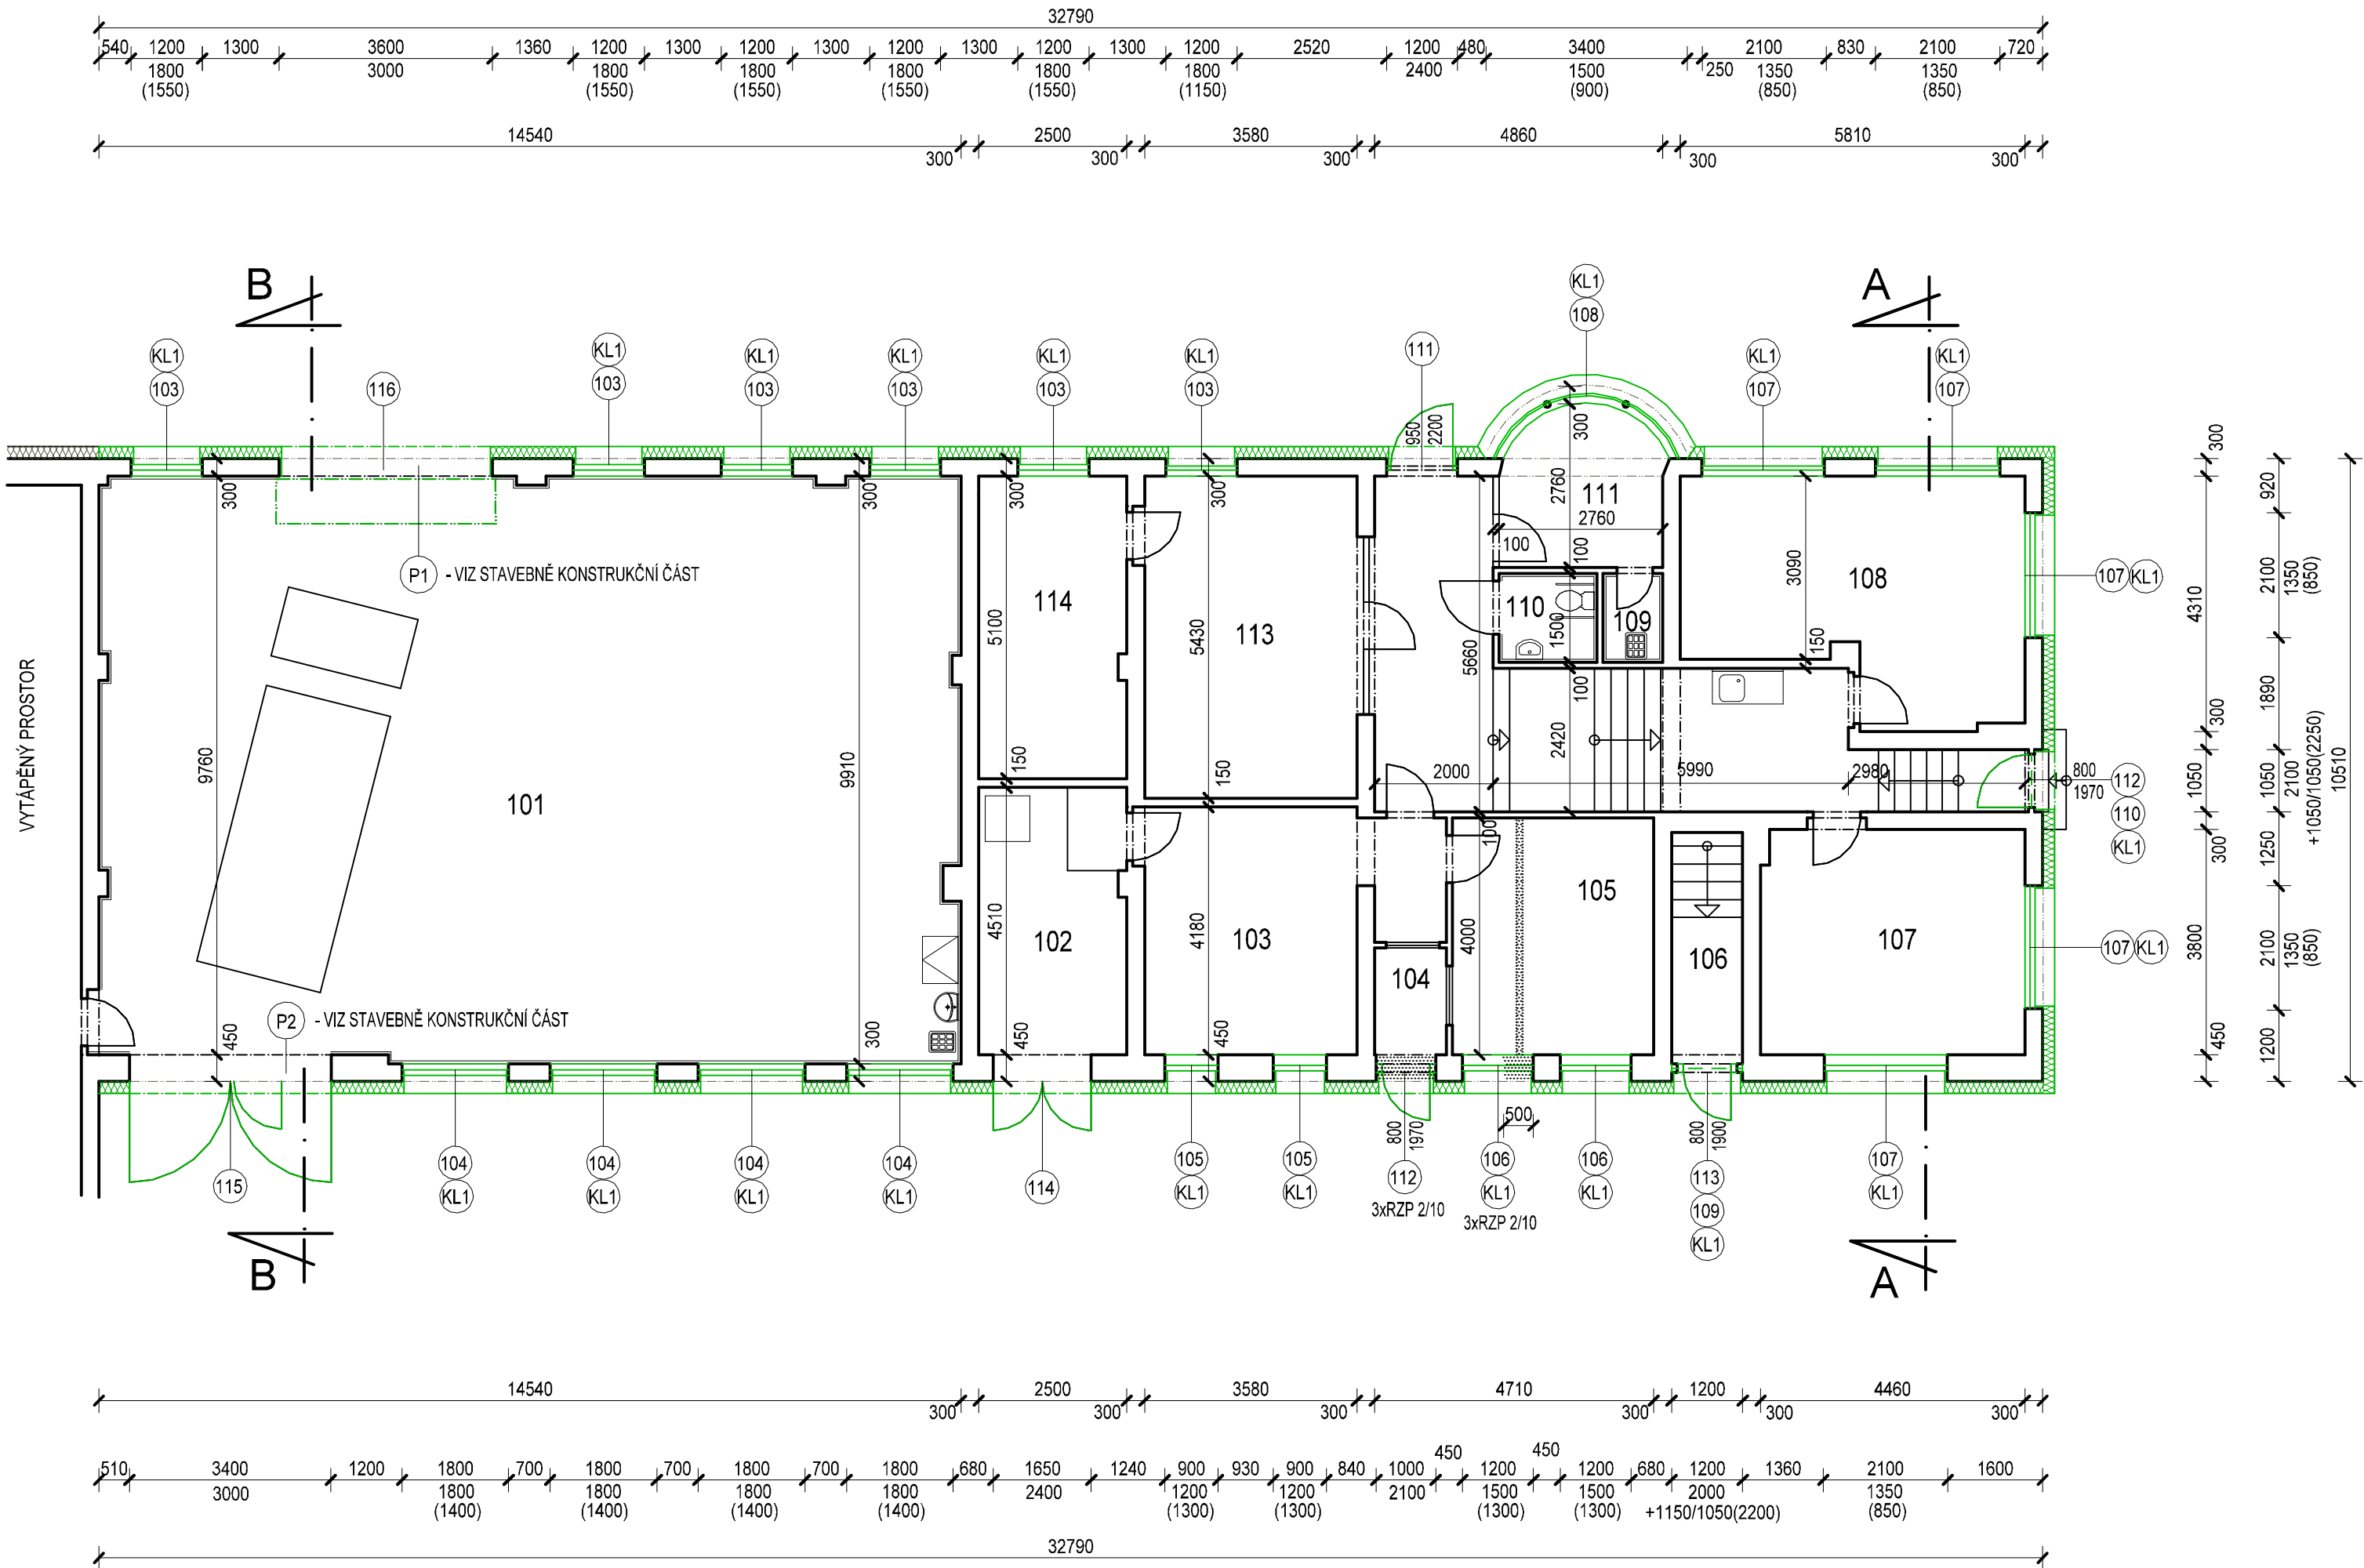 32790
540 1200 1300 3600 1360 1200 1300 1200 1300 1200 1300 1200 1300 1200 2520 1200 480 3400 2100 830 2100 720
1800 3000 1800 1800 1800 1800 1800 2400 1500 250 1350 1350
(1550) (1550) (1550) (1550) (1550) (1150) (900) (850) (850)
14540 2500 3580 4860 5810
300 300 300 300 300
B A
KL1 108
KL1 103
116
KL1 103
KL1 103
KL1 103
KL1 103
KL1 103
111
KL1 107
KL1 107
950 2200
300
300 300 300 300
2760
111
2760
100
100
P1 - VIZ STAVEBNĚ KONSTRUKČNÍ ČÁST
114
113
110
109
108
3090
150
1500
5100
5430
5660
100
2420
VYTÁPĚNÝ PROSTOR
9760
101
9910
150
150
2000
5990
2980
800
1970
112
110
KL1
107 KL1
107 KL1
100
4510
102
4180
103
4000
104
105
106
107
P2 - VIZ STAVEBNĚ KONSTRUKČNÍ ČÁST
450 300 450 450
300
4310
300
1050
300
3800
450
920
2100
1350
(850)
1890
1050
2100
+1050/1050(2250)
1250
2100
1350
(850)
1200
10510
115
104 KL1
104 KL1
104 KL1
104 KL1
114
105 KL1
105 KL1
800 1970
112
3xRZP 2/10
500
106 KL1
3xRZP 2/10
106 KL1
800 1900
113
109
KL1
107 KL1
B A
14540 2500 3580 4710 1200 4460
300 300 300 300 300 300
450 450
510 3400 1200 1800 700 1800 700 1800 700 1800 680 1650 1240 900 930 900 840 1000 1200 1200 680 1200 1360 2100 1600
3000 1800 1800 1800 1800 2400 1200 1200 2100 1500 1500 2000 1350
(1400) (1400) (1400) (1400) (1300) (1300) (1300) (1300) +1150/1050(2200) (850)
32790